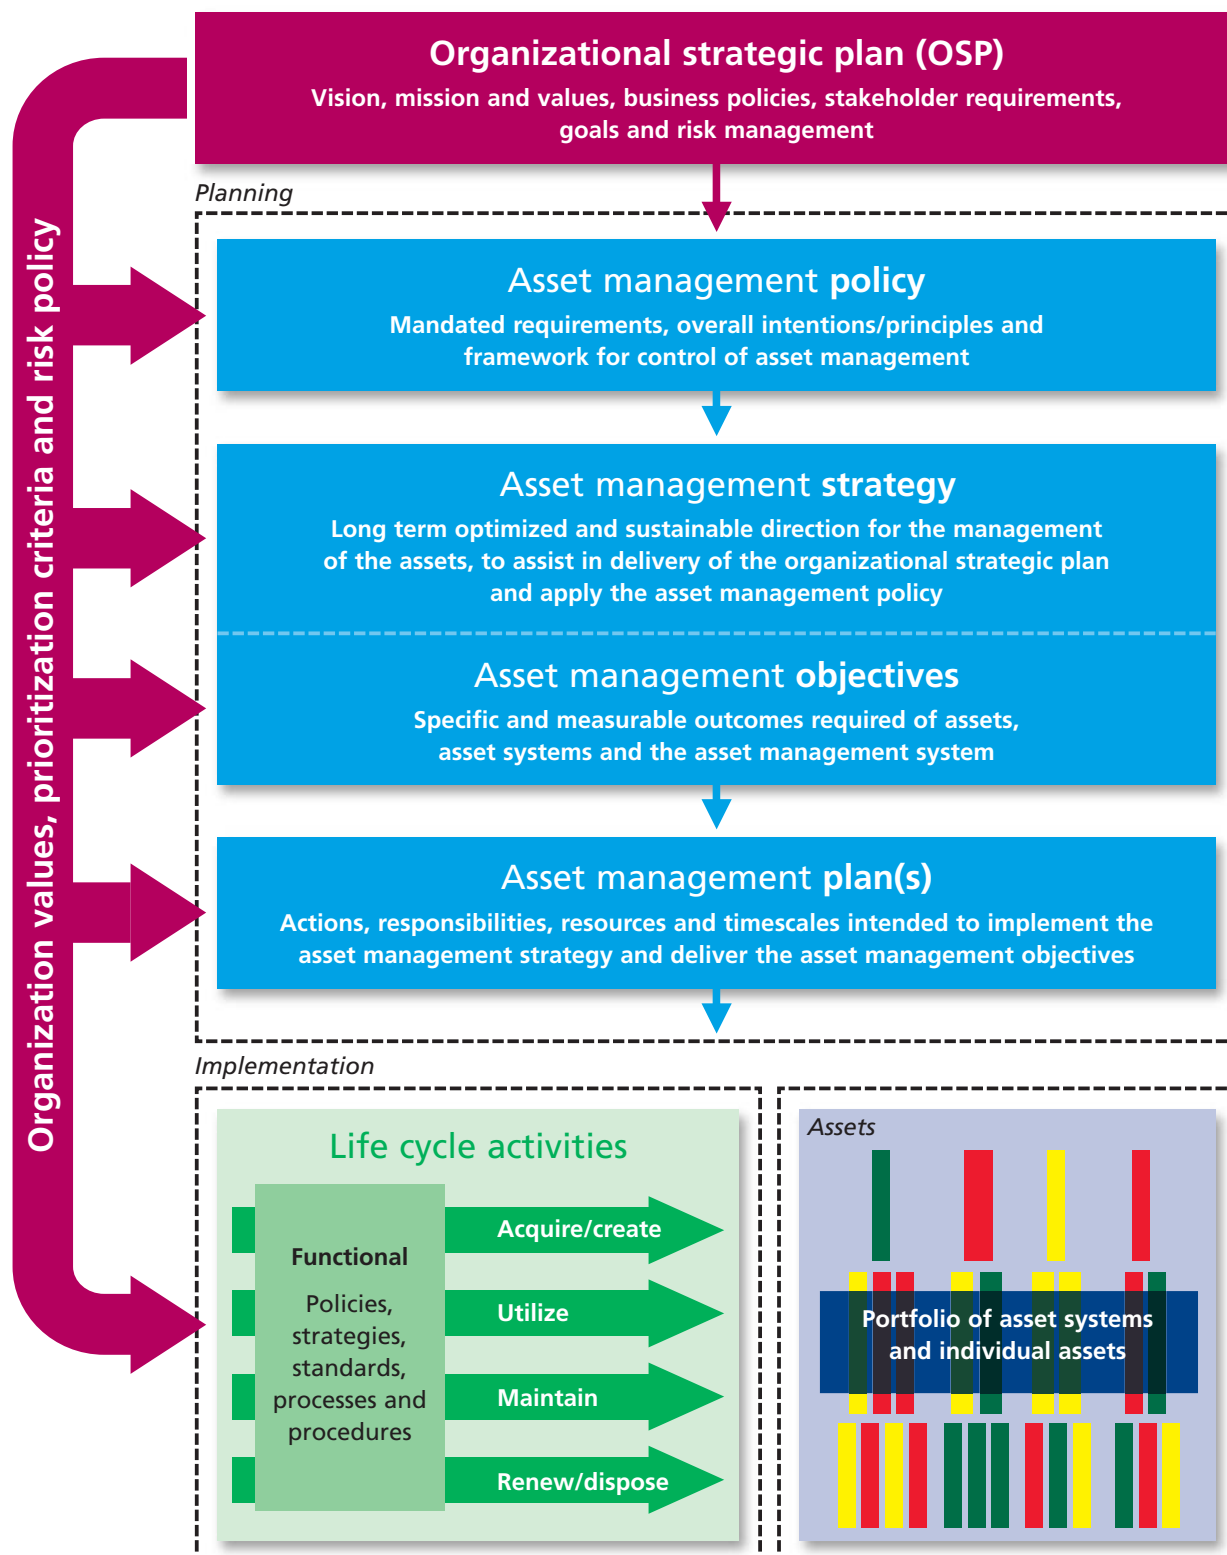 Organizational strategic plan (OSP)
Vision, mission and values, business policies, stakeholder requirements,
goals and risk management
Organization values, prioritization criteria and risk policy
Planning
Asset management policy
Mandated requirements, overall intentions/principles and
framework for control of asset management
Asset management strategy
Long term optimized and sustainable direction for the management
of the assets, to assist in delivery of the organizational strategic plan
and apply the asset management policy
Asset management objectives
Specific and measurable outcomes required of assets,
asset systems and the asset management system
Asset management plan(s)
Actions, responsibilities, resources and timescales intended to implement the
asset management strategy and deliver the asset management objectives
Implementation
Life cycle activities
Functional
Policies,
strategies,
standards,
processes and
procedures
Acquire/create
Utilize
Maintain
Renew/dispose
Assets
Portfolio of asset systems
and individual assets